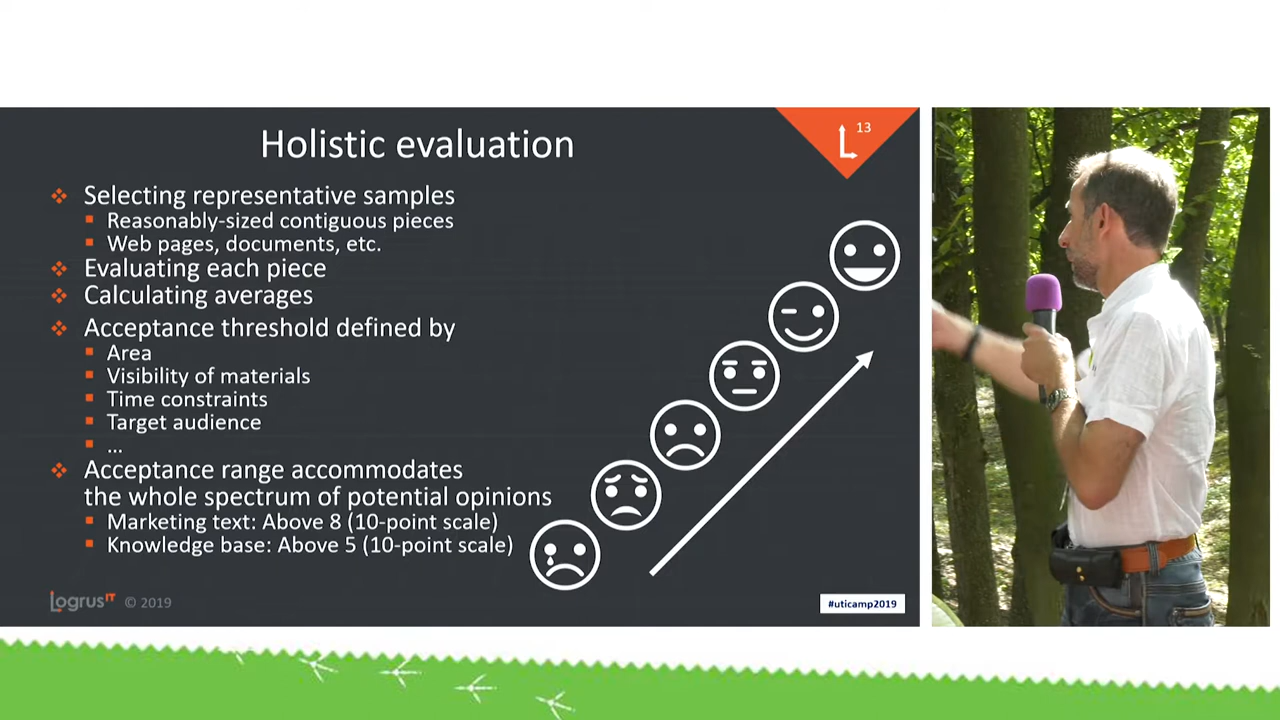 Holistic evaluation
13
Selecting representative samples
Reasonably-sized contiguous pieces
Web pages, documents, etc.
Evaluating each piece
Calculating averages
Acceptance threshold defined by
Area
Visibility of materials
Time constraints
Target audience
...
Acceptance range accommodates
the whole spectrum of potential opinions
Marketing text: Above 8 (10-point scale)
Knowledge base: Above 5 (10-point scale)
logrusIT © 2019
#uticamp2019